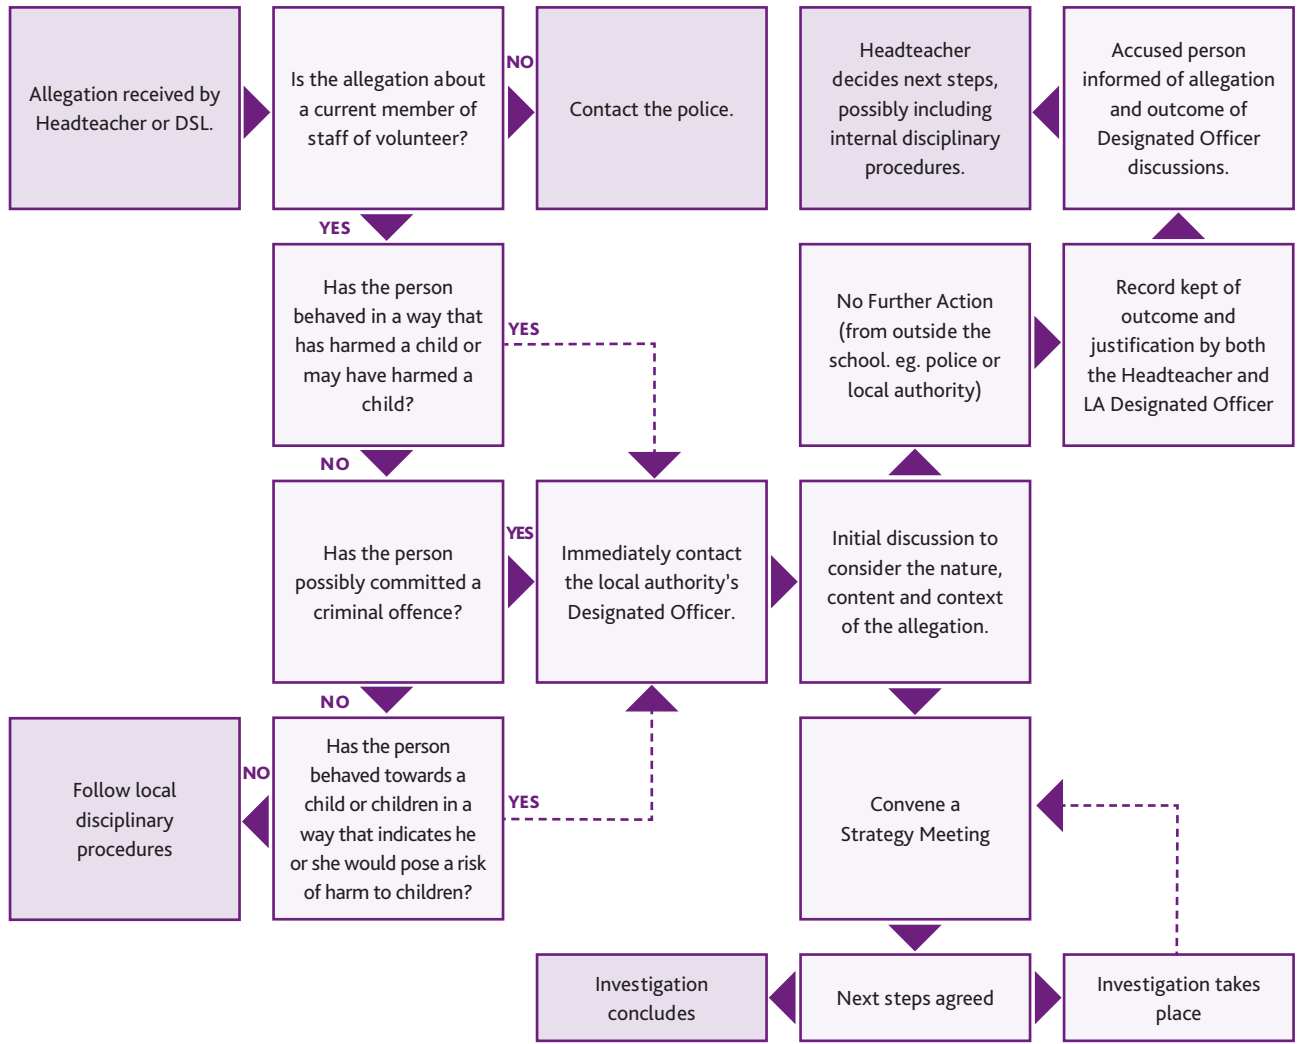 Allegation received by
Headteacher or DSL.
Is the allegation about
a current member of
staff of volunteer?
NO
Contact the police.
Headteacher
decides next steps,
possibly including
internal disciplinary
procedures.
Accused person
informed of allegation
and outcome of
Designated Officer
discussions.
YES
Has the person
behaved in a way that
has harmed a child or
may have harmed a
child?
YES
No Further Action
(from outside the
school. eg. police or
local authority)
Record kept of
outcome and
justification by both
the Headteacher and
LA Designated Officer
NO
Has the person
possibly committed a
criminal offence?
YES
Immediately contact
the local authority's
Designated Officer.
Initial discussion to
consider the nature,
content and context
of the allegation.
NO
Follow local
disciplinary
procedures
NO
Has the person
behaved towards a
child or children in a
way that indicates he
or she would pose a risk
of harm to children?
YES
Convene a
Strategy Meeting
Investigation
concludes
Next steps agreed
Investigation takes
place